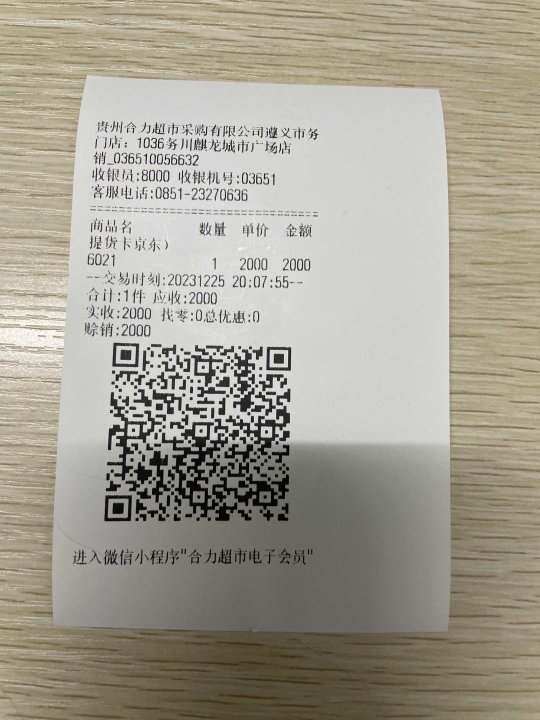 贵州合力超市采购有限公司遵义市务
门店：1036务川麒龙城市广场店
销_036510056632
收银员:8000 收银机号:03651
客服电话:0851-23270636
================================
商品名 数量 单价 金额
提货卡京东）
6021 1 2000 2000
--交易时刻:20231225 20:07:55--
合计:1件 应收:2000
实收:2000 找零:0总优惠:0
赊销:2000
进入微信小程序"合力超市电子会员"